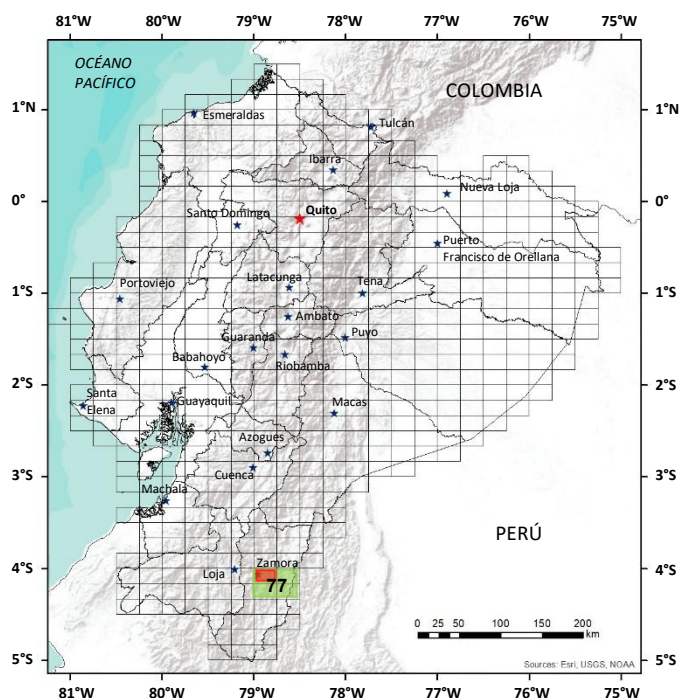 81°W 80°W 79°W 78°W 77°W 76°W 75°W
OCÉANO
PACÍFICO
COLOMBIA
1°N 1°N
Esmeraldas
Tulcán
Ibarra
Nueva Loja
0° 0°
Santo Domingo
Quito
Puerto
Francisco de Orellana
Latacunga
Tena
Portoviejo
1°S 1°S
Ambato
Guaranda
Puyo
Babahoyo
Riobamba
2°S 2°S
Santa
Elena
Guayaquil
Macas
Azogues
3°S 3°S
Cuenca
Machala
PERÚ
4°S 4°S
Loja
Zamora
77
0 25 50 100 150 200
km
5°S 5°S
Sources: Esri, USGS, NOAA
81°W 80°W 79°W 78°W 77°W 76°W 75°W